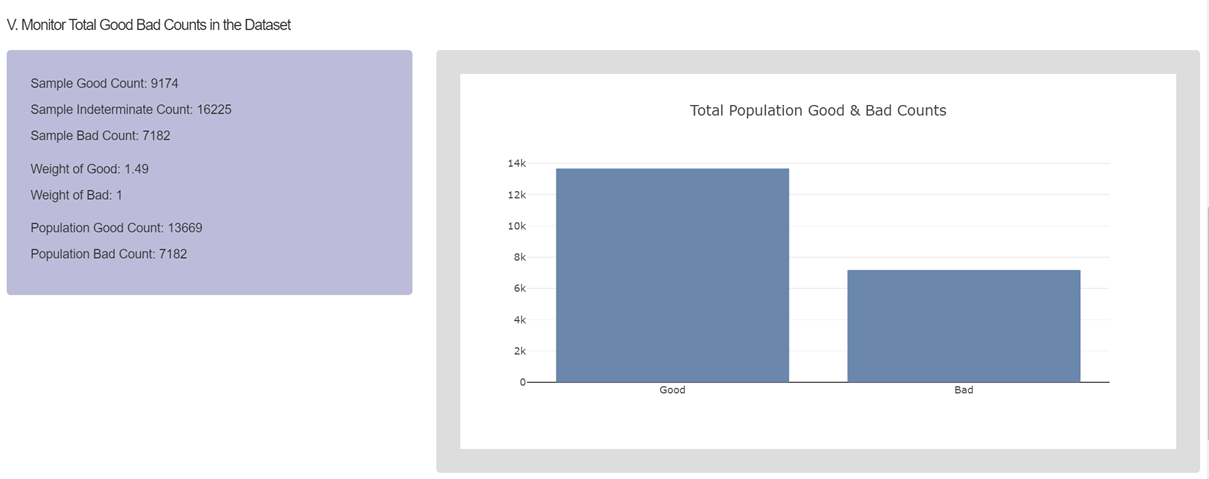 V. Monitor Total Good Bad Counts in the Dataset
Sample Good Count: 9174
Sample Indeterminate Count: 16225
Sample Bad Count: 7182
Weight of Good: 1.49
Weight of Bad: 1
Population Good Count: 13669
Population Bad Count: 7182
Total Population Good & Bad Counts
14k
12k
10k
8k
6k
4k
2k
0
Good Bad